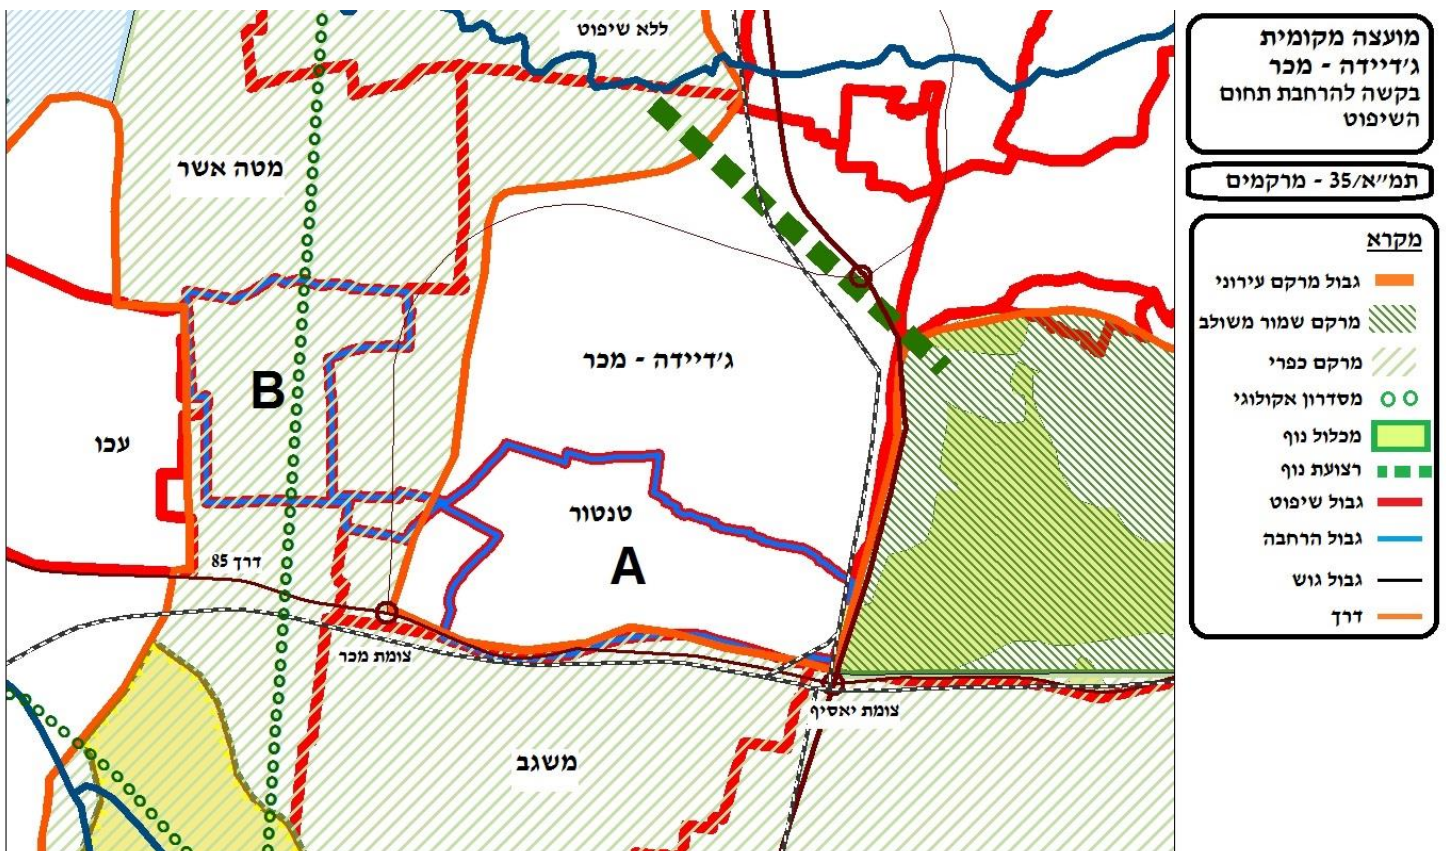 מועצה מקומית
ג'דיידה - מכר
בקשה להרחבת תחום
השיפוט
תמ"א/35 - מרקמים
מקרא
גבול מרקם עירוני
מרקם שמור משולב
מרקם כפרי
מסדרון אקולוגי
מכלול נוף
רצועת נוף
גבול שיפוט
גבול הרחבה
גבול גוש
דרך
ללא שיפוט
מטה אשר
ג'דיידה - מכר
B
עכו
טנטור
A
דרך 85
צומת מכר
צומת יאסיף
משגב